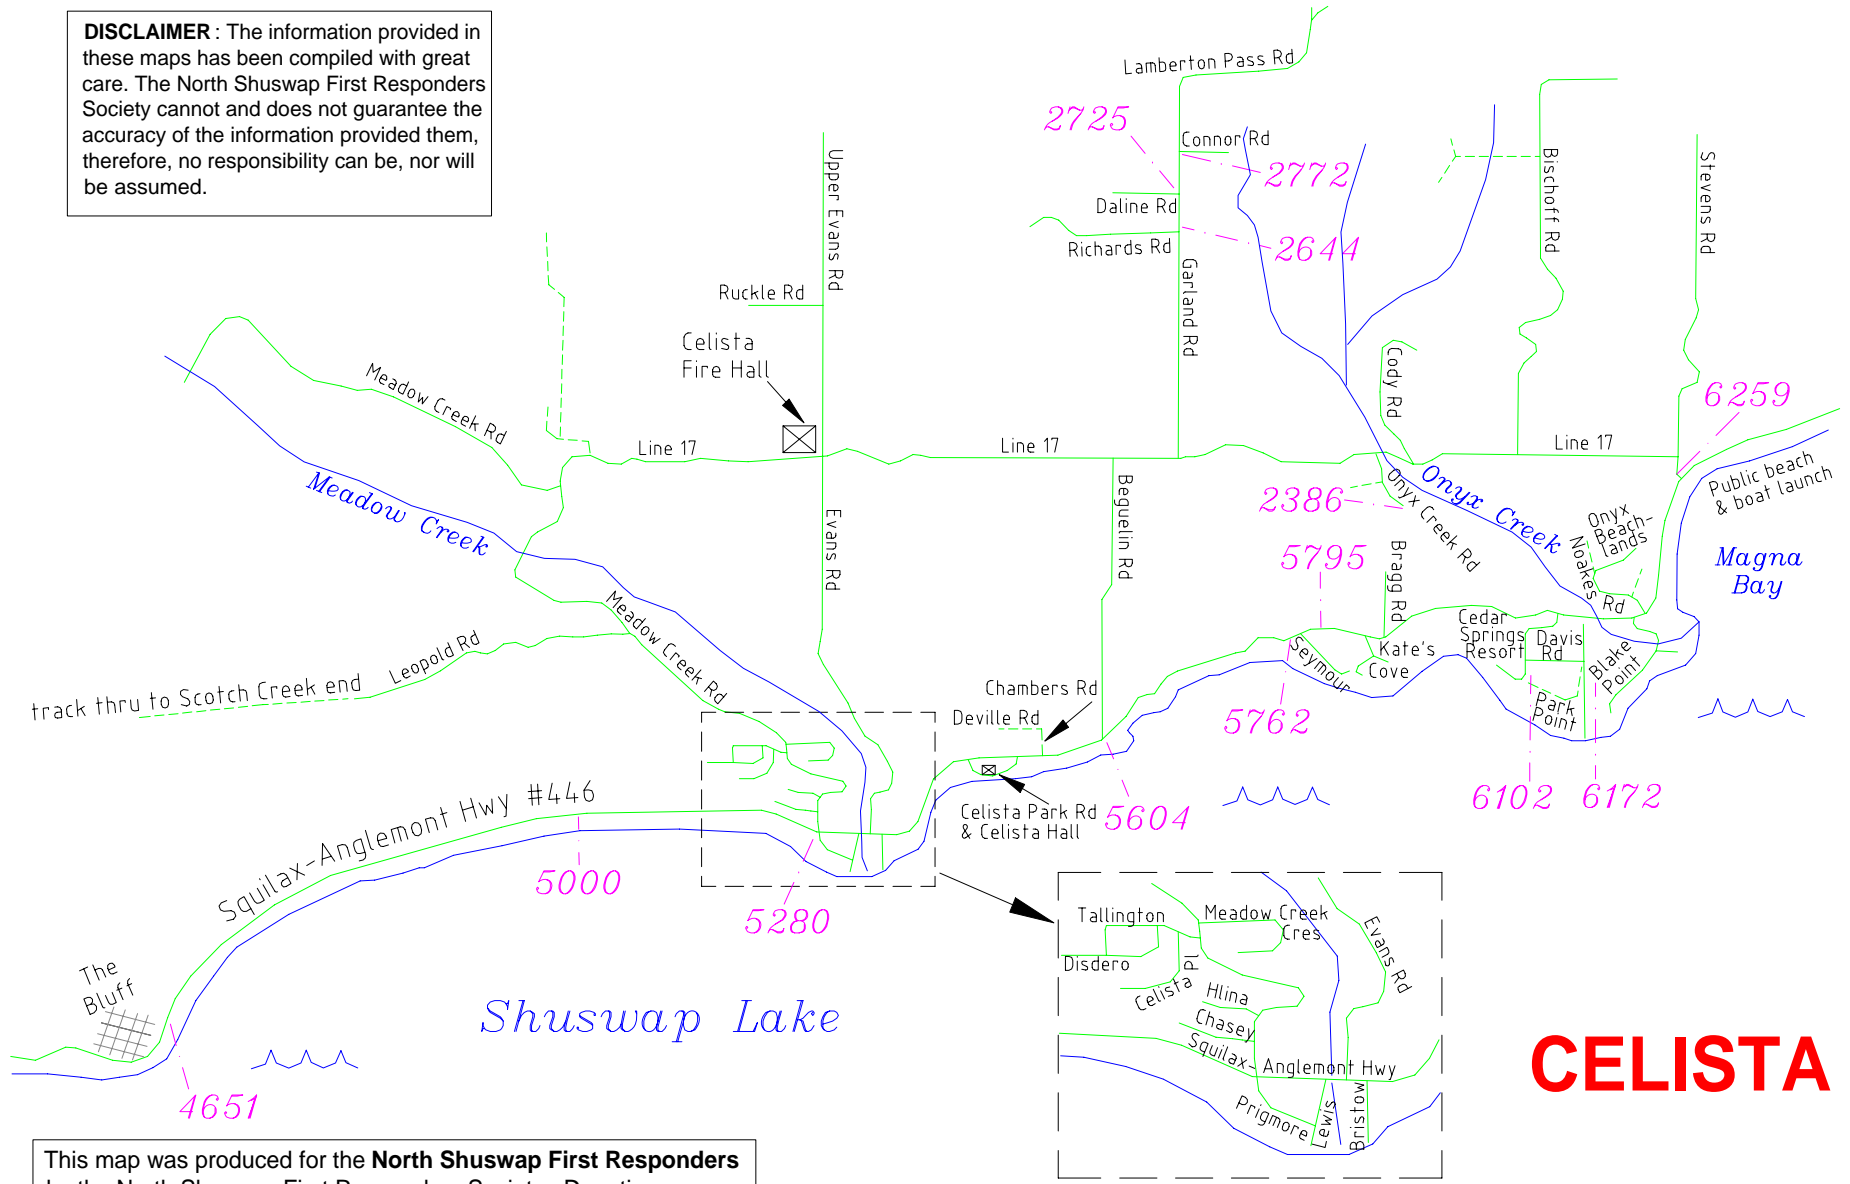 DISCLAIMER : The information provided in
these maps has been compiled with great
care. The North Shuswap First Responders
Society cannot and does not guarantee the
accuracy of the information provided them,
therefore, no responsibility can be, nor will
be assumed.
Lamberton Pass Rd
2725
Connor Rd
2772
Daline Rd
Richards Rd
2644
Garland Rd
Upper Evans Rd
Bischoff Rd
Stevens Rd
Ruckle Rd
Celista
Fire Hall
Meadow Creek Rd
Cody Rd
6259
Line 17
Line 17
Line 17
Public beach
& boat launch
Meadow Creek
Evans Rd
Beguelin Rd
2386
Onyx Creek Rd
Onyx Creek
Onyx
Beach-
lands
Noakes Rd
Magna
Bay
5795
Bragg Rd
Meadow Creek Rd
Leopold Rd
track thru to Scotch Creek end
Cedar
Springs
Resort
Davis
Rd
Blake
Point
Kate's
Cove
Seymour
Park
Point
Chambers Rd
Deville Rd
5762
6102
6172
5604
Celista Park Rd
& Celista Hall
Squilax-Anglemont Hwy #446
5000
5280
The
Bluff
4651
Shuswap Lake
Tallington
Meadow Creek
Cres
Evans Rd
Disdero
Celista Pl
Hlina
Chasey
Squilax- Anglemont Hwy
Prigmore
Lewis
Bristow
CELISTA
This map was produced for the North Shuswap First Responders